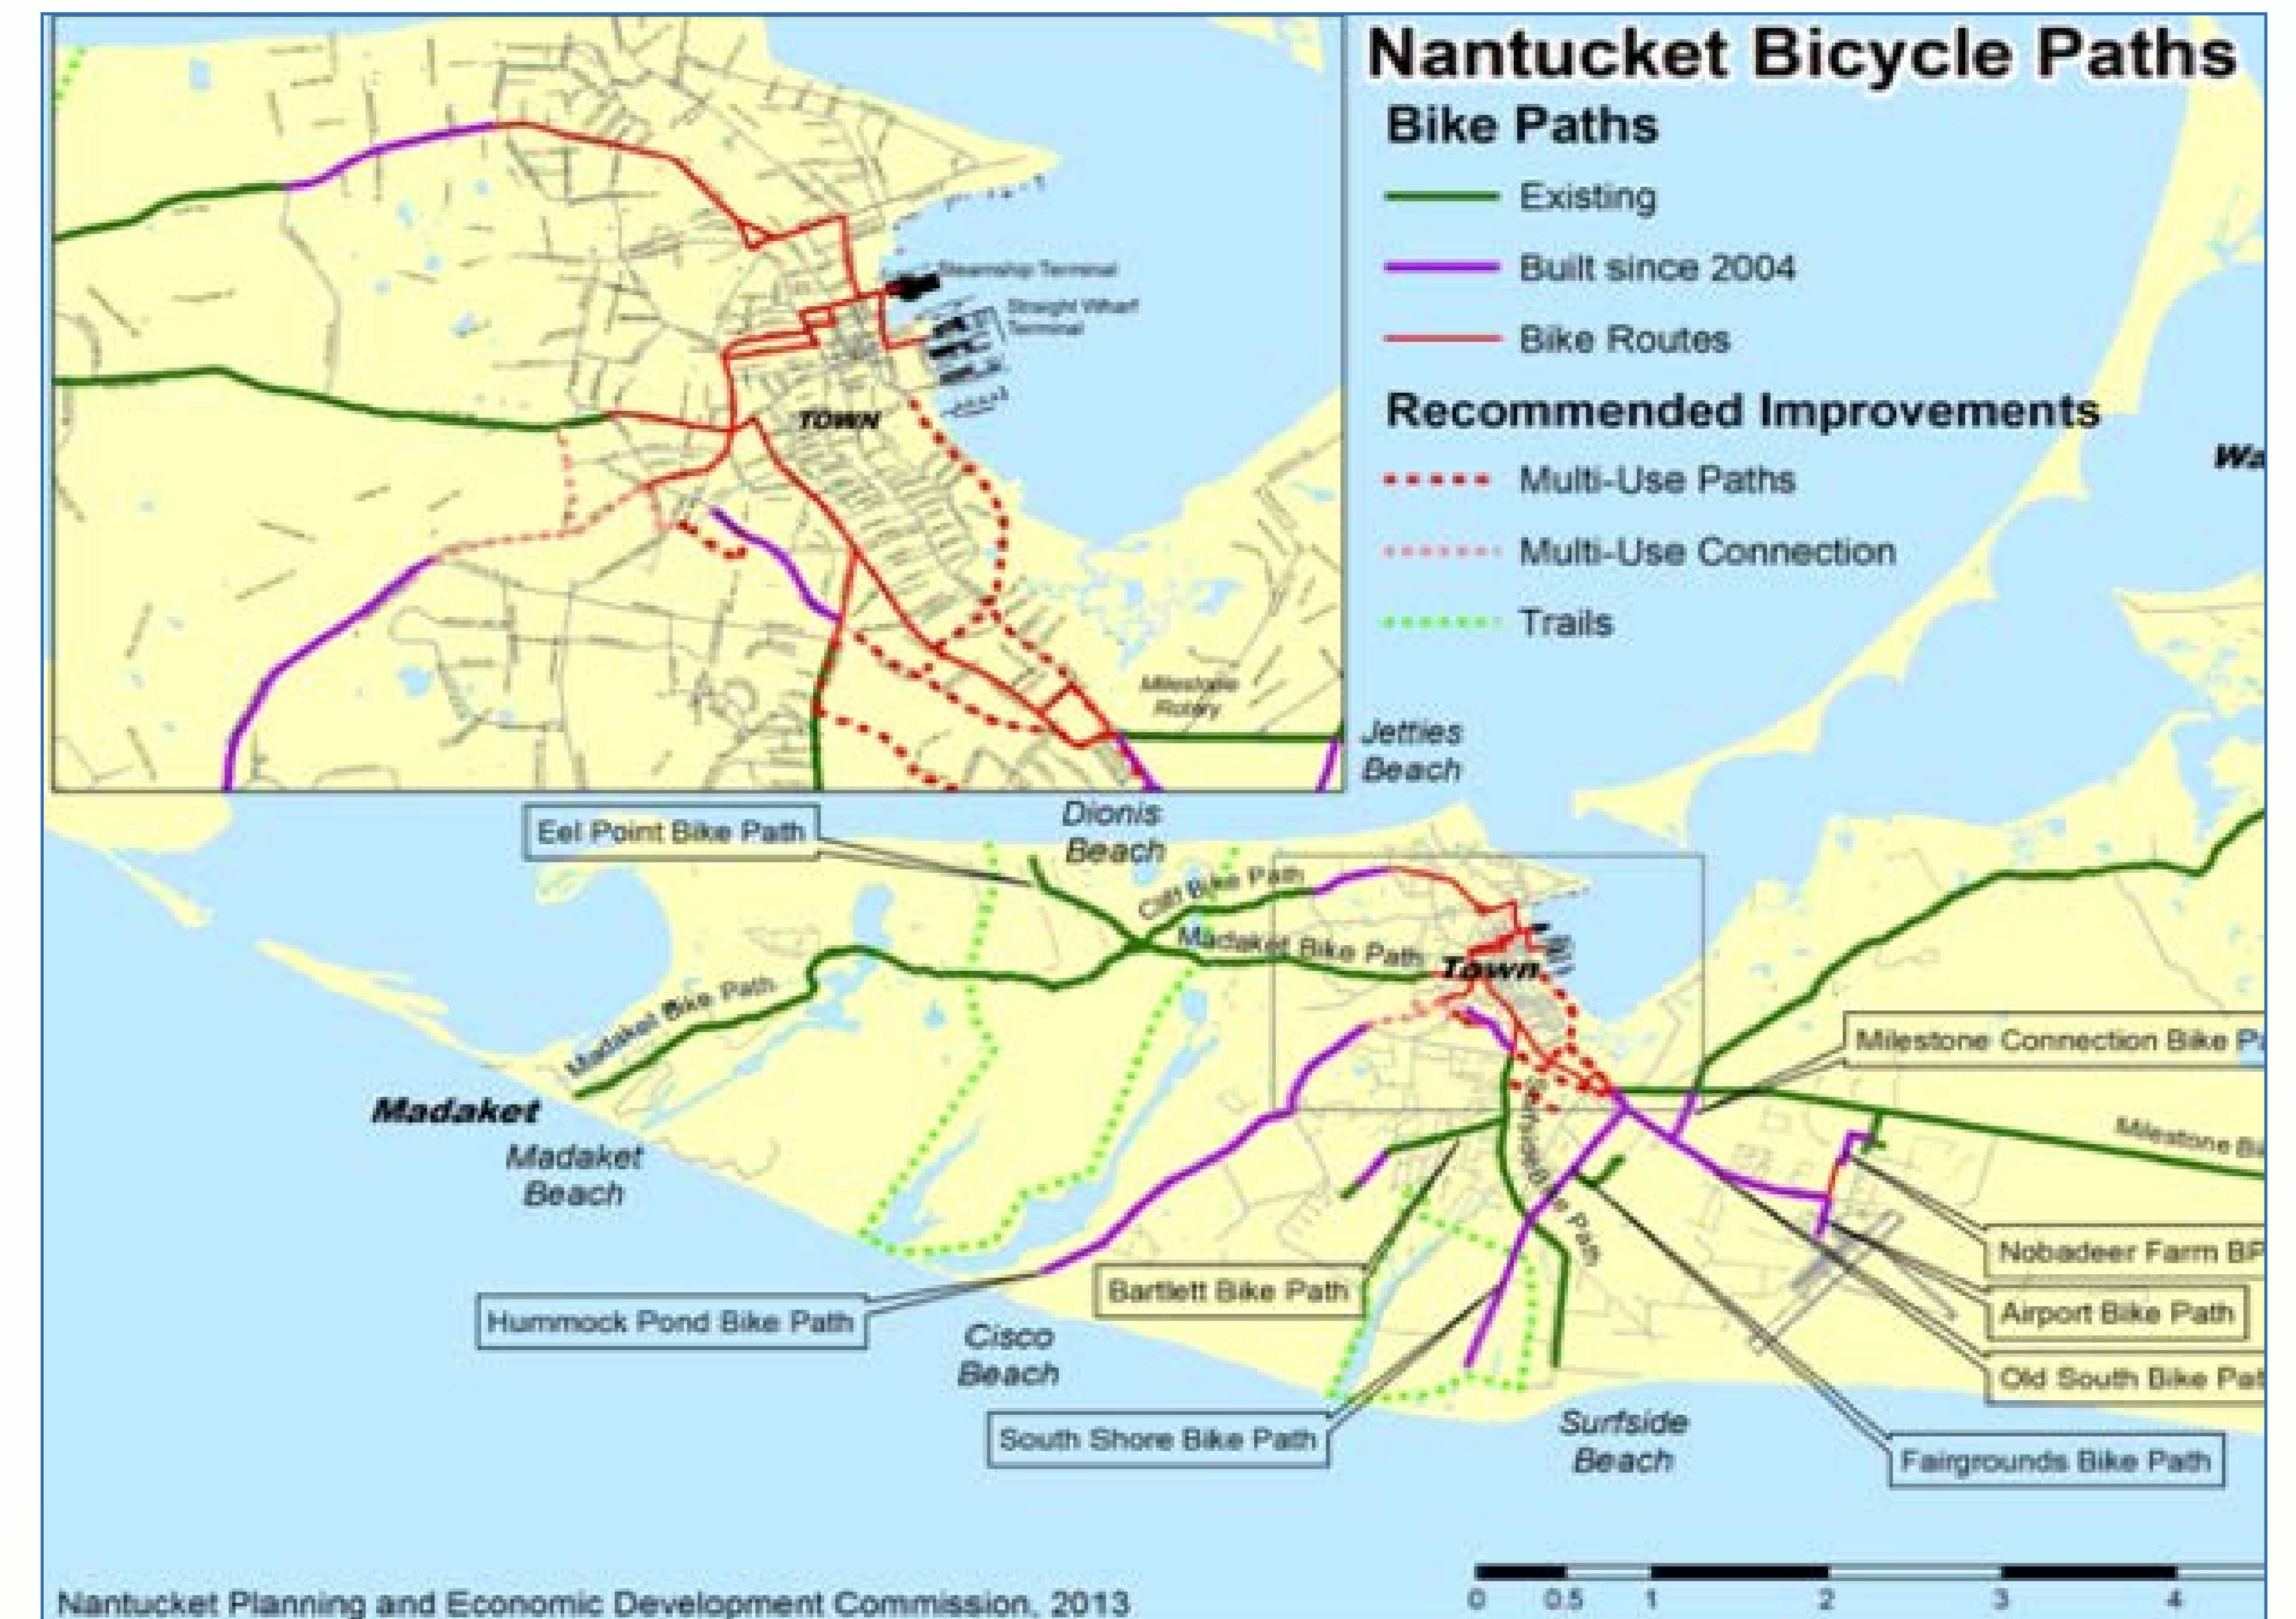 Nantucket Bicycle Paths
Bike Paths
Existing
Built since 2004
Bike Routes
Recommended Improvements
Multi-Use Paths
Multi-Use Connection
Trails
Steamship Terminal
Straight Wharf
Terminal
TOWN
Milestone
Rotary
Wa
Jetties
Beach
Dionis
Beach
Eel Point Bike Path
Cliff Bike Path
Madaket Bike Path
Town
Madaket Bike Path
Madaket
Madaket
Beach
Milestone Connection Bike Pa
Milestone Bi
Surfside Bike Path
Nobadeer Farm BP
Airport Bike Path
Old South Bike Pat
Fairgrounds Bike Path
Bartlett Bike Path
Hummock Pond Bike Path
Cisco
Beach
South Shore Bike Path
Surfside
Beach
0 0.5 1 2 3 4
Nantucket Planning and Economic Development Commission, 2013